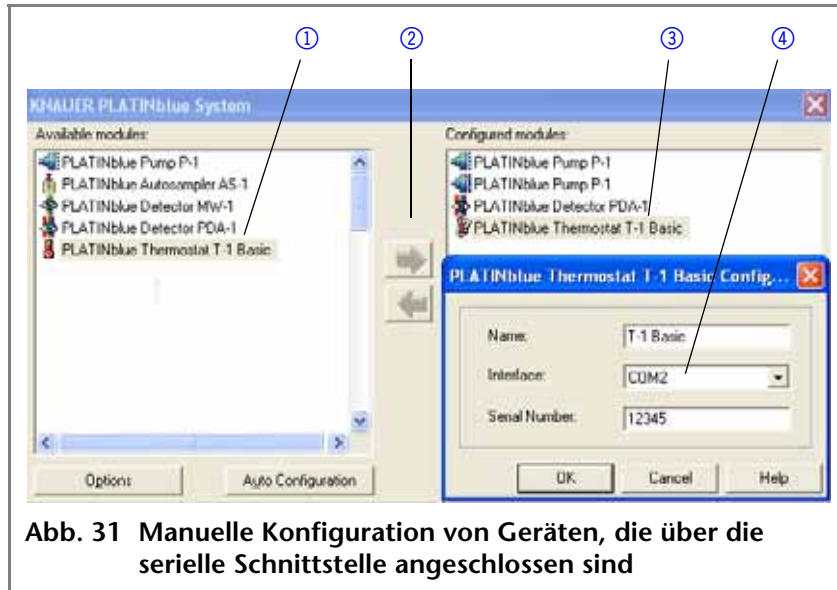 ① ② ③ ④
KNAUER PLATINblue System
Available modules:
PLATINblue Pump P-1
PLATINblue Autosampler AS-1
PLATINblue Detector MW-1
PLATINblue Detector PDA-1
PLATINblue Thermostat T-1 Basic
Options
Auto Configuration
Configured modules:
PLATINblue Pump P-1
PLATINblue Pump P-1
PLATINblue Detector PDA-1
PLATINblue Thermostat T-1 Basic
PLATINblue Thermostat T-1 Basic Config...
Name: T-1 Basic
Interface: COM2
Serial Number: 12345
OK Cancel Help
Abb. 31 Manuelle Konfiguration von Geräten, die über die
serielle Schnittstelle angeschlossen sind